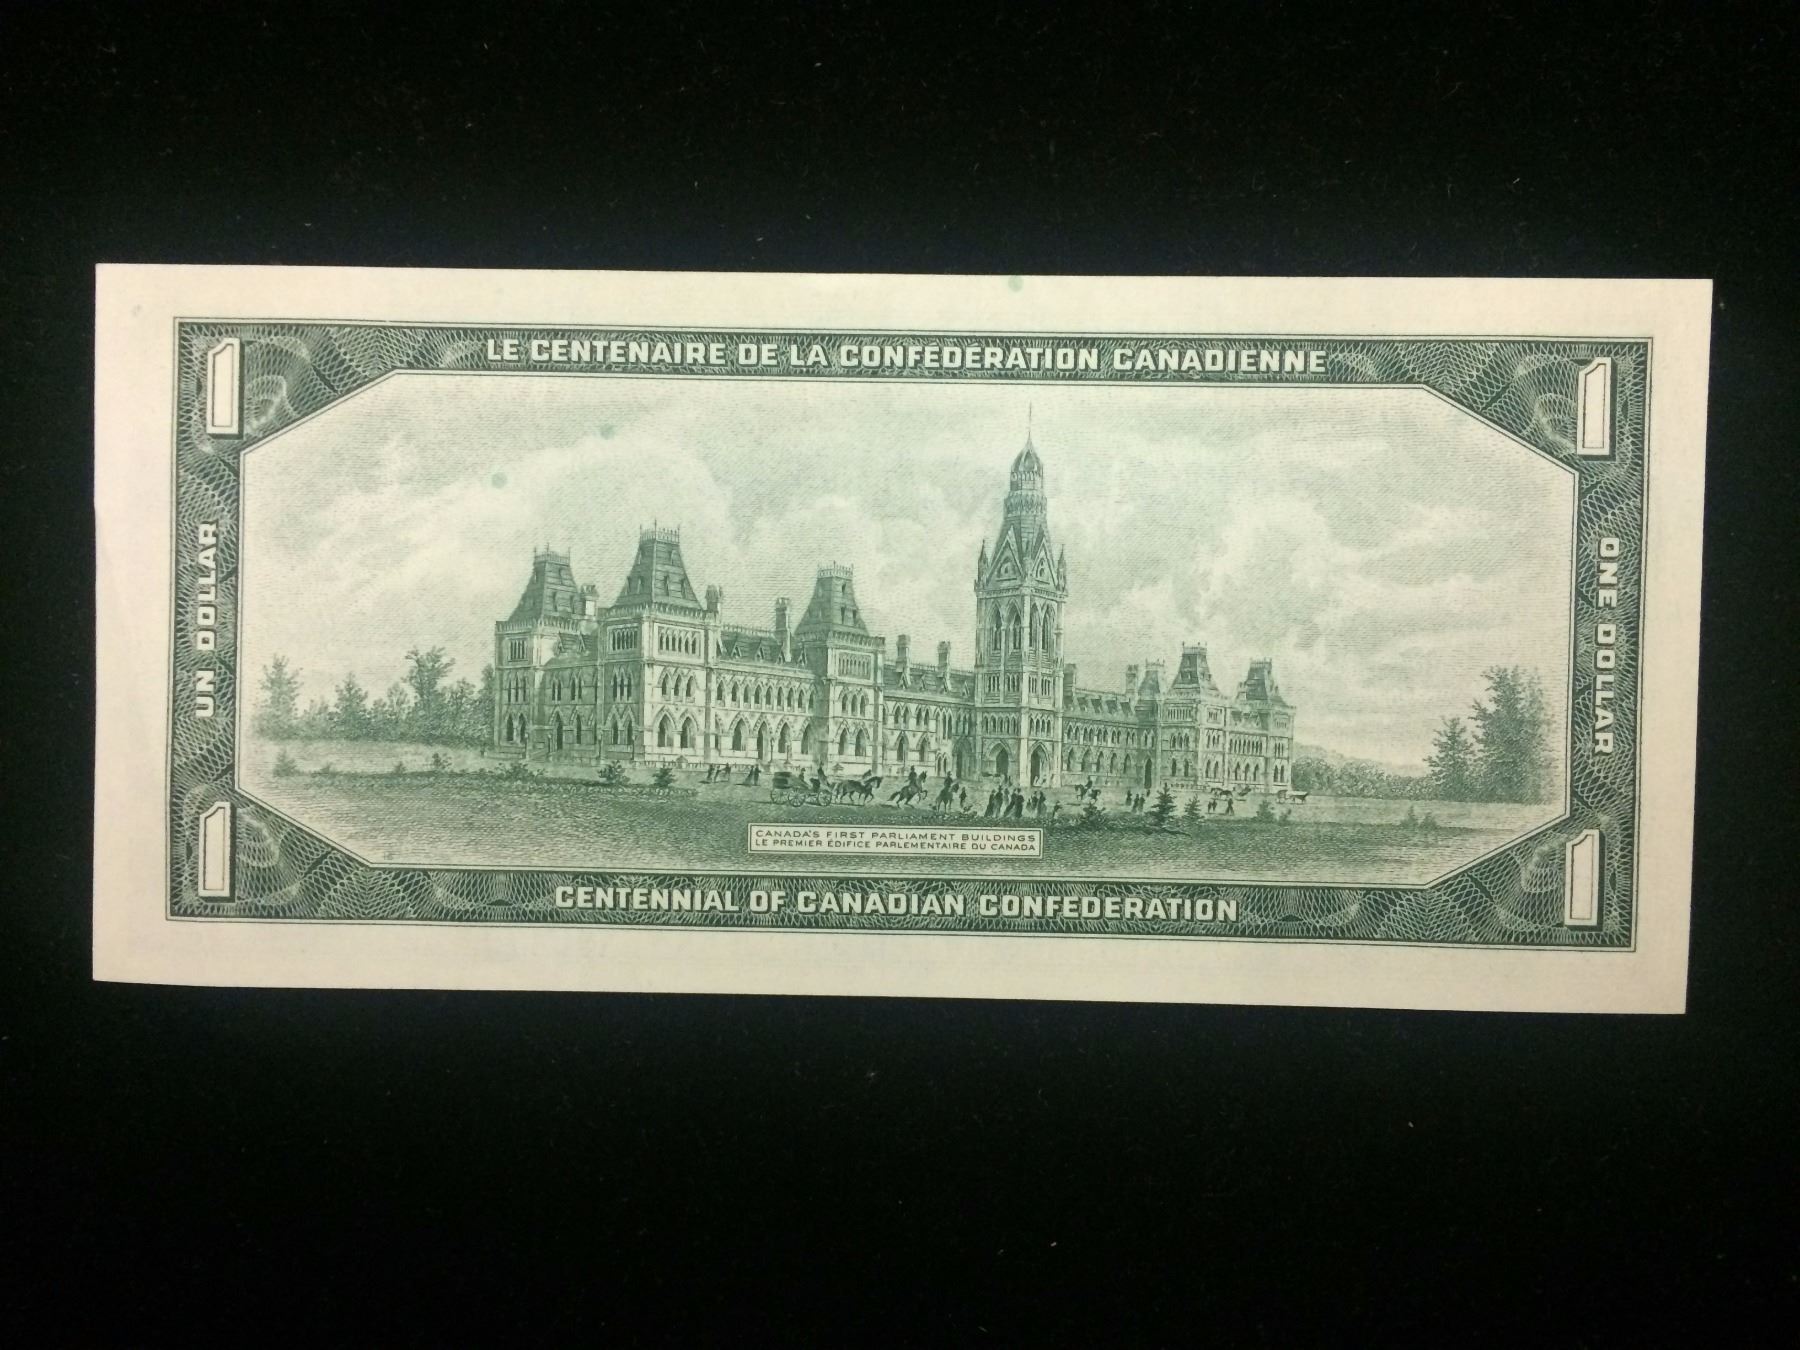 1
LE CENTENAIRE DE LA CONFÉDÉRATION CANADIENNE
1
UN DOLLAR
ONE DOLLAR
CANADA'S FIRST PARLIAMENT BUILDINGS
LE PREMIER ÉDIFICE PARLEMENTAIRE DU CANADA
1
CENTENNIAL OF CANADIAN CONFEDERATION
1